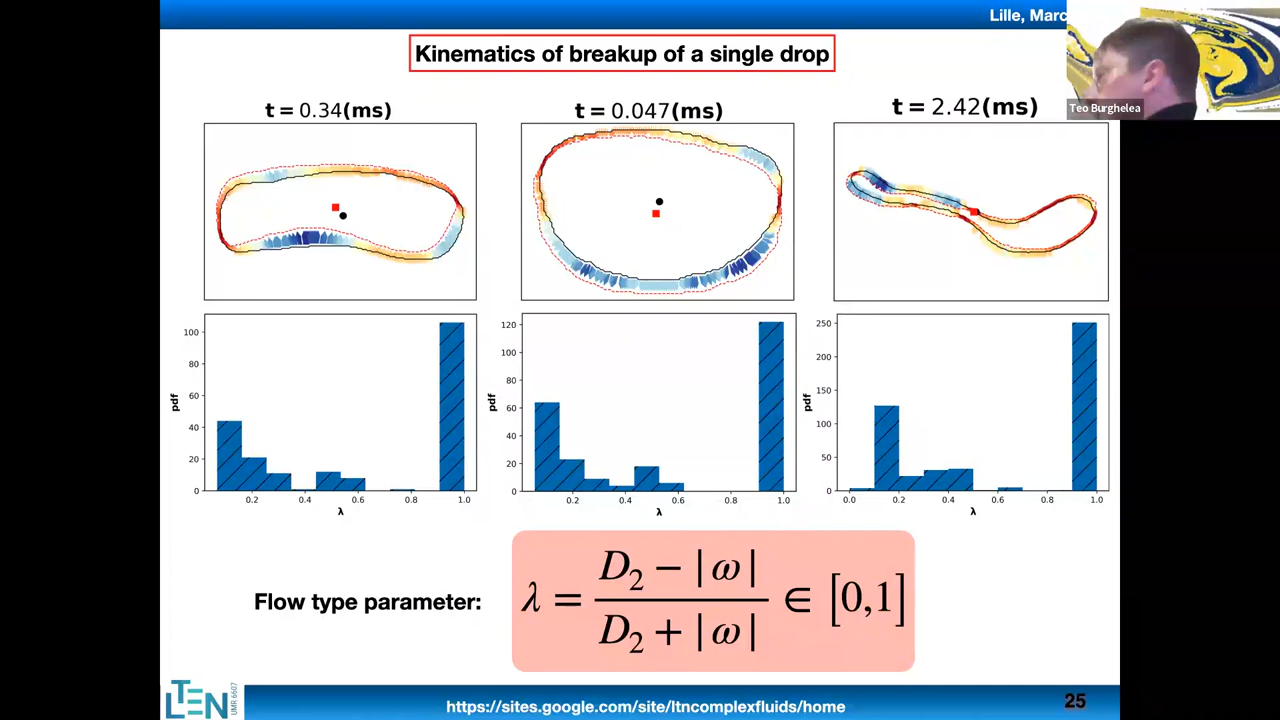 Lille, Marc
Kinematics of breakup of a single drop
Teo Burghelea
t = 0.34(ms)
t = 0.047(ms)
t = 2.42(ms)
100
80
60
40
20
0
pdf
0.2 0.4 0.6 0.8 1.0
λ
120
100
80
60
40
20
0
pdf
0.2 0.4 0.6 0.8 1.0
λ
250
200
150
100
50
0
pdf
0.0 0.2 0.4 0.6 0.8 1.0
λ
Flow type parameter:
λ = (D₂ − |ω|) / (D₂ + |ω|) ∈ [0,1]
LTEN
UMR 6607
https://sites.google.com/site/ltncomplexfluids/home
25